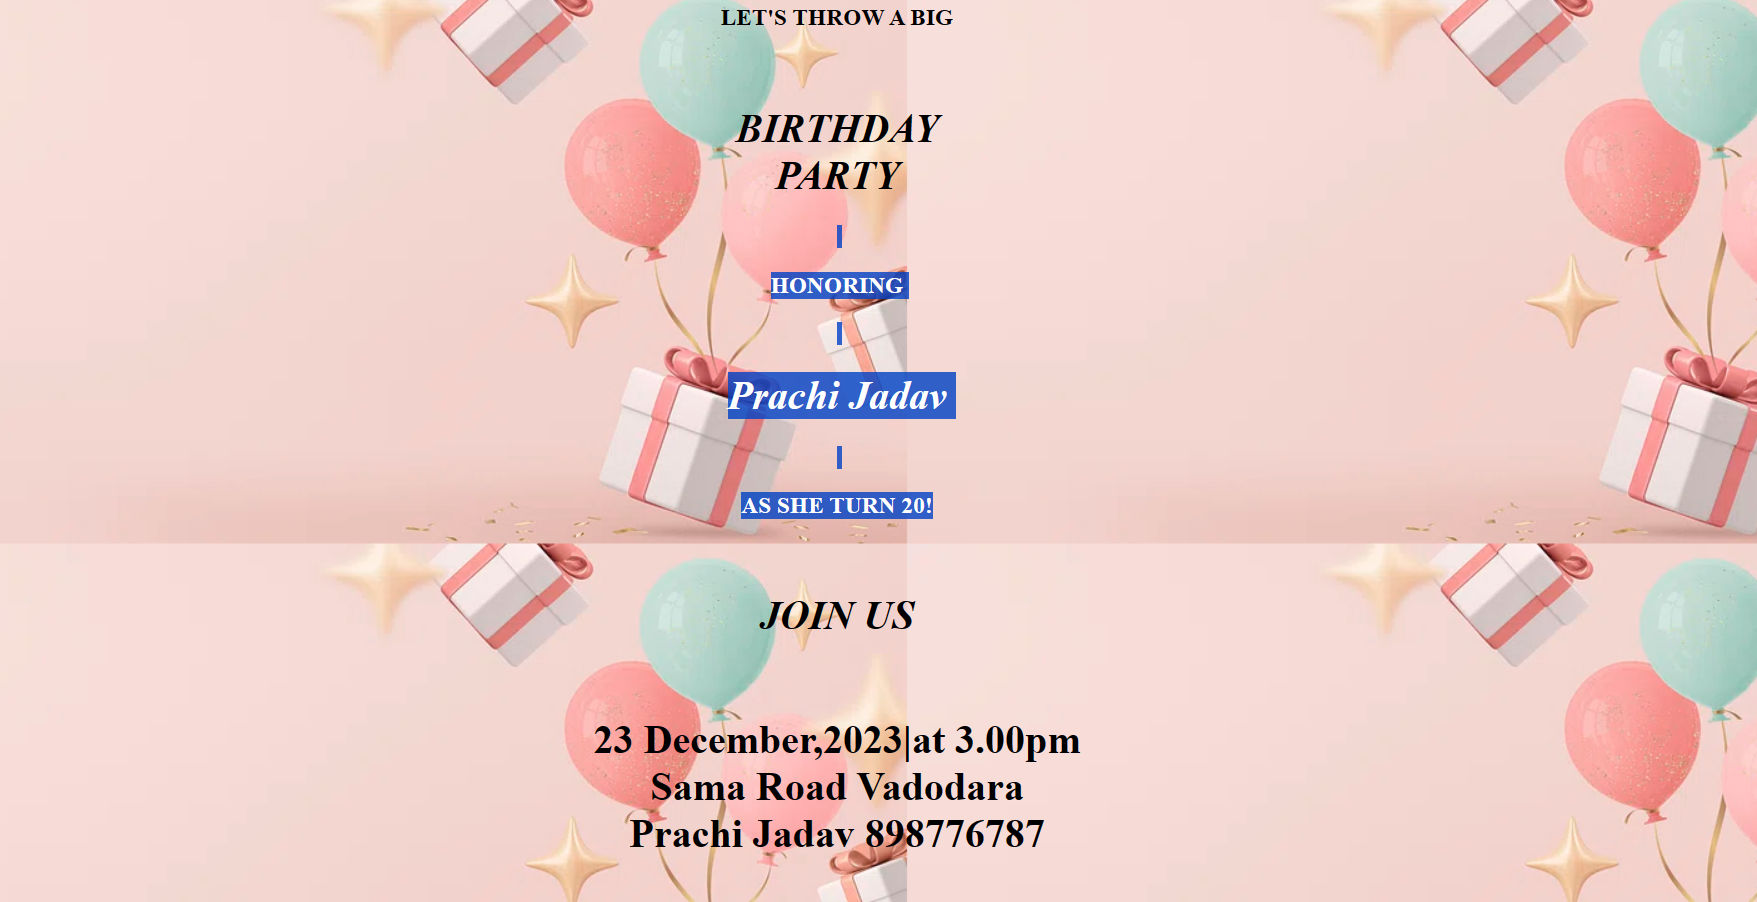 LET'S THROW A BIG
BIRTHDAY
PARTY
HONORING
Prachi Jadav
AS SHE TURN 20!
JOIN US
23 December,2023|at 3.00pm
Sama Road Vadodara
Prachi Jadav 898776787